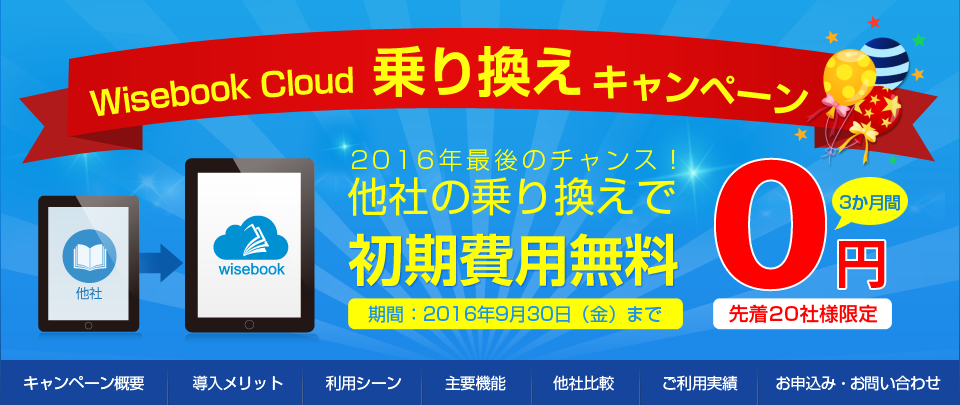 Wisebook Cloud 乗り換えキャンペーン
2016年最後のチャンス！
他社の乗り換えで
初期費用無料
期間：2016年9月30日（金）まで
3か月間
0円
先着20社様限定
他社
wisebook
キャンペーン概要 導入メリット 利用シーン 主要機能 他社比較 ご利用実績 お申込み・お問い合わせ